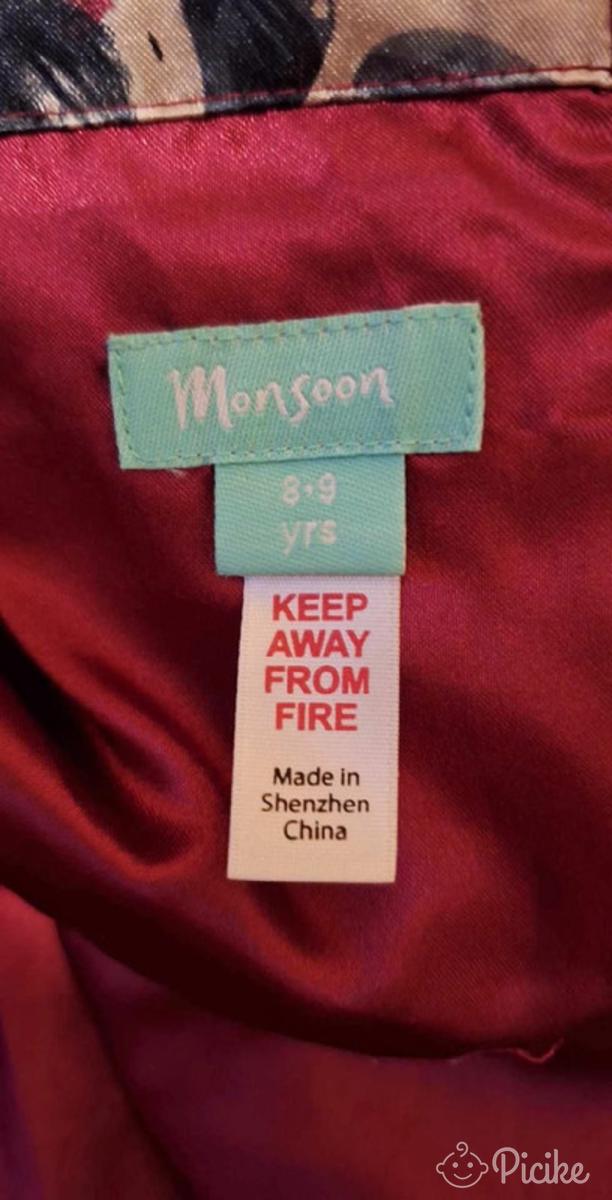 Monsoon
8-9
yrs
KEEP
AWAY
FROM
FIRE
Made in
Shenzhen
China
Picike